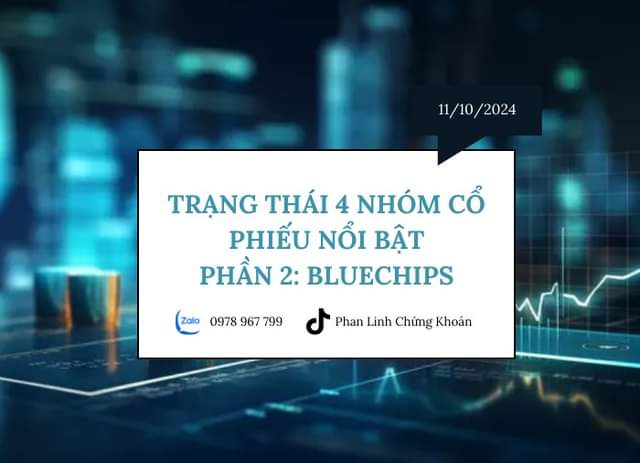 11/10/2024
TRẠNG THÁI 4 NHÓM CỔ
PHIẾU NỔI BẬT
PHẦN 2: BLUECHIPS
Zalo 0978 967 799 Phan Linh Chứng Khoán